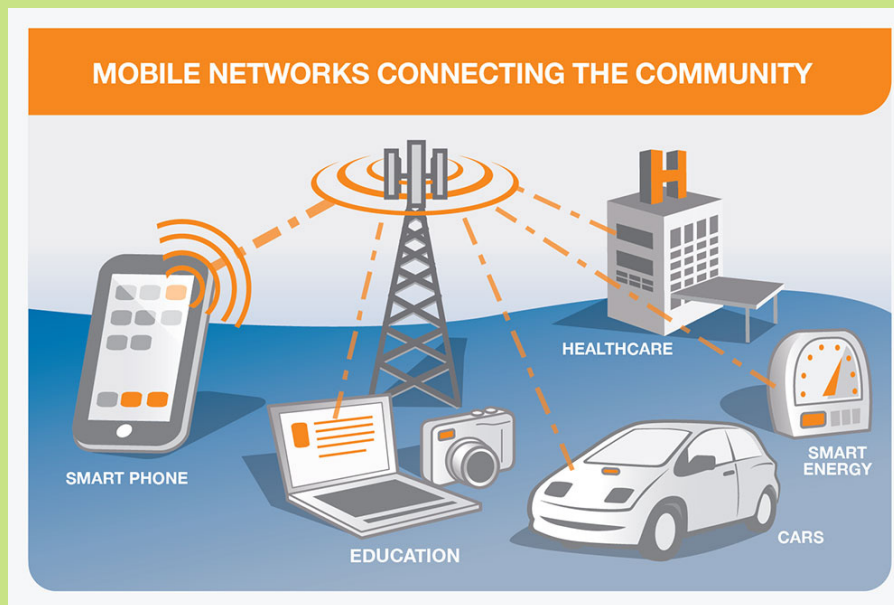 MOBILE NETWORKS CONNECTING THE COMMUNITY
H
HEALTHCARE
SMART PHONE
SMART
ENERGY
EDUCATION
CARS